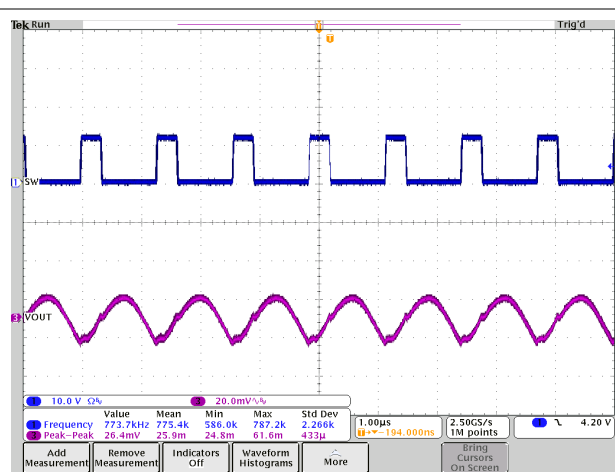 Tek Run Trig'd
T
T
1 SW
3 VOUT
1 10.0 V Ω 3 20.0mV
Value Mean Min Max Std Dev
1 Frequency 773.7kHz 775.4k 586.0k 787.2k 2.266k
3 Peak-Peak 26.4mV 25.9m 24.8m 61.6m 433µ
1.00µs
T -194.000ns
2.50GS/s
1M points
1 4.20 V
Add Measurement
Remove Measurement
Indicators Off
Waveform Histograms
More
Bring Cursors On Screen